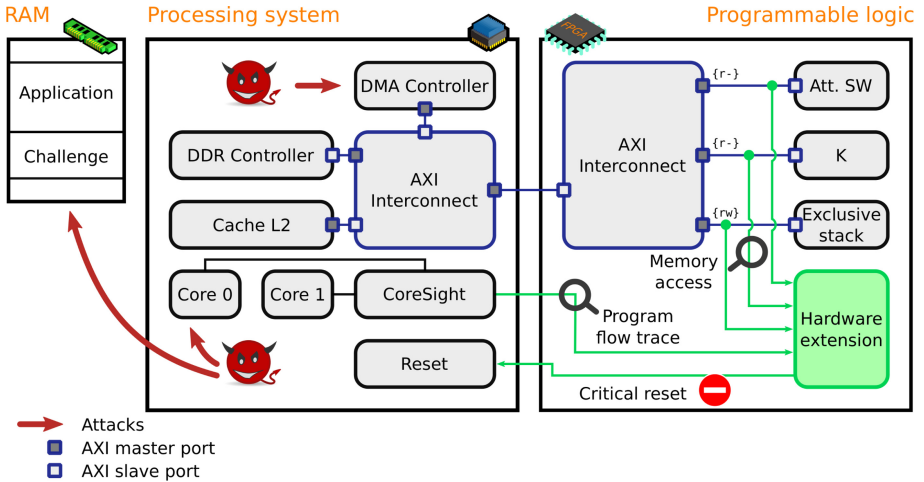 RAM
Processing system
Programmable logic
FPGA
Application
Challenge
DMA Controller
DDR Controller
AXI
Interconnect
Cache L2
Core 0
Core 1
CoreSight
Reset
AXI
Interconnect
{r-}
Att. SW
{r-}
K
{rw}
Exclusive
stack
Memory
access
Program
flow trace
Hardware
extension
Critical reset
Attacks
AXI master port
AXI slave port